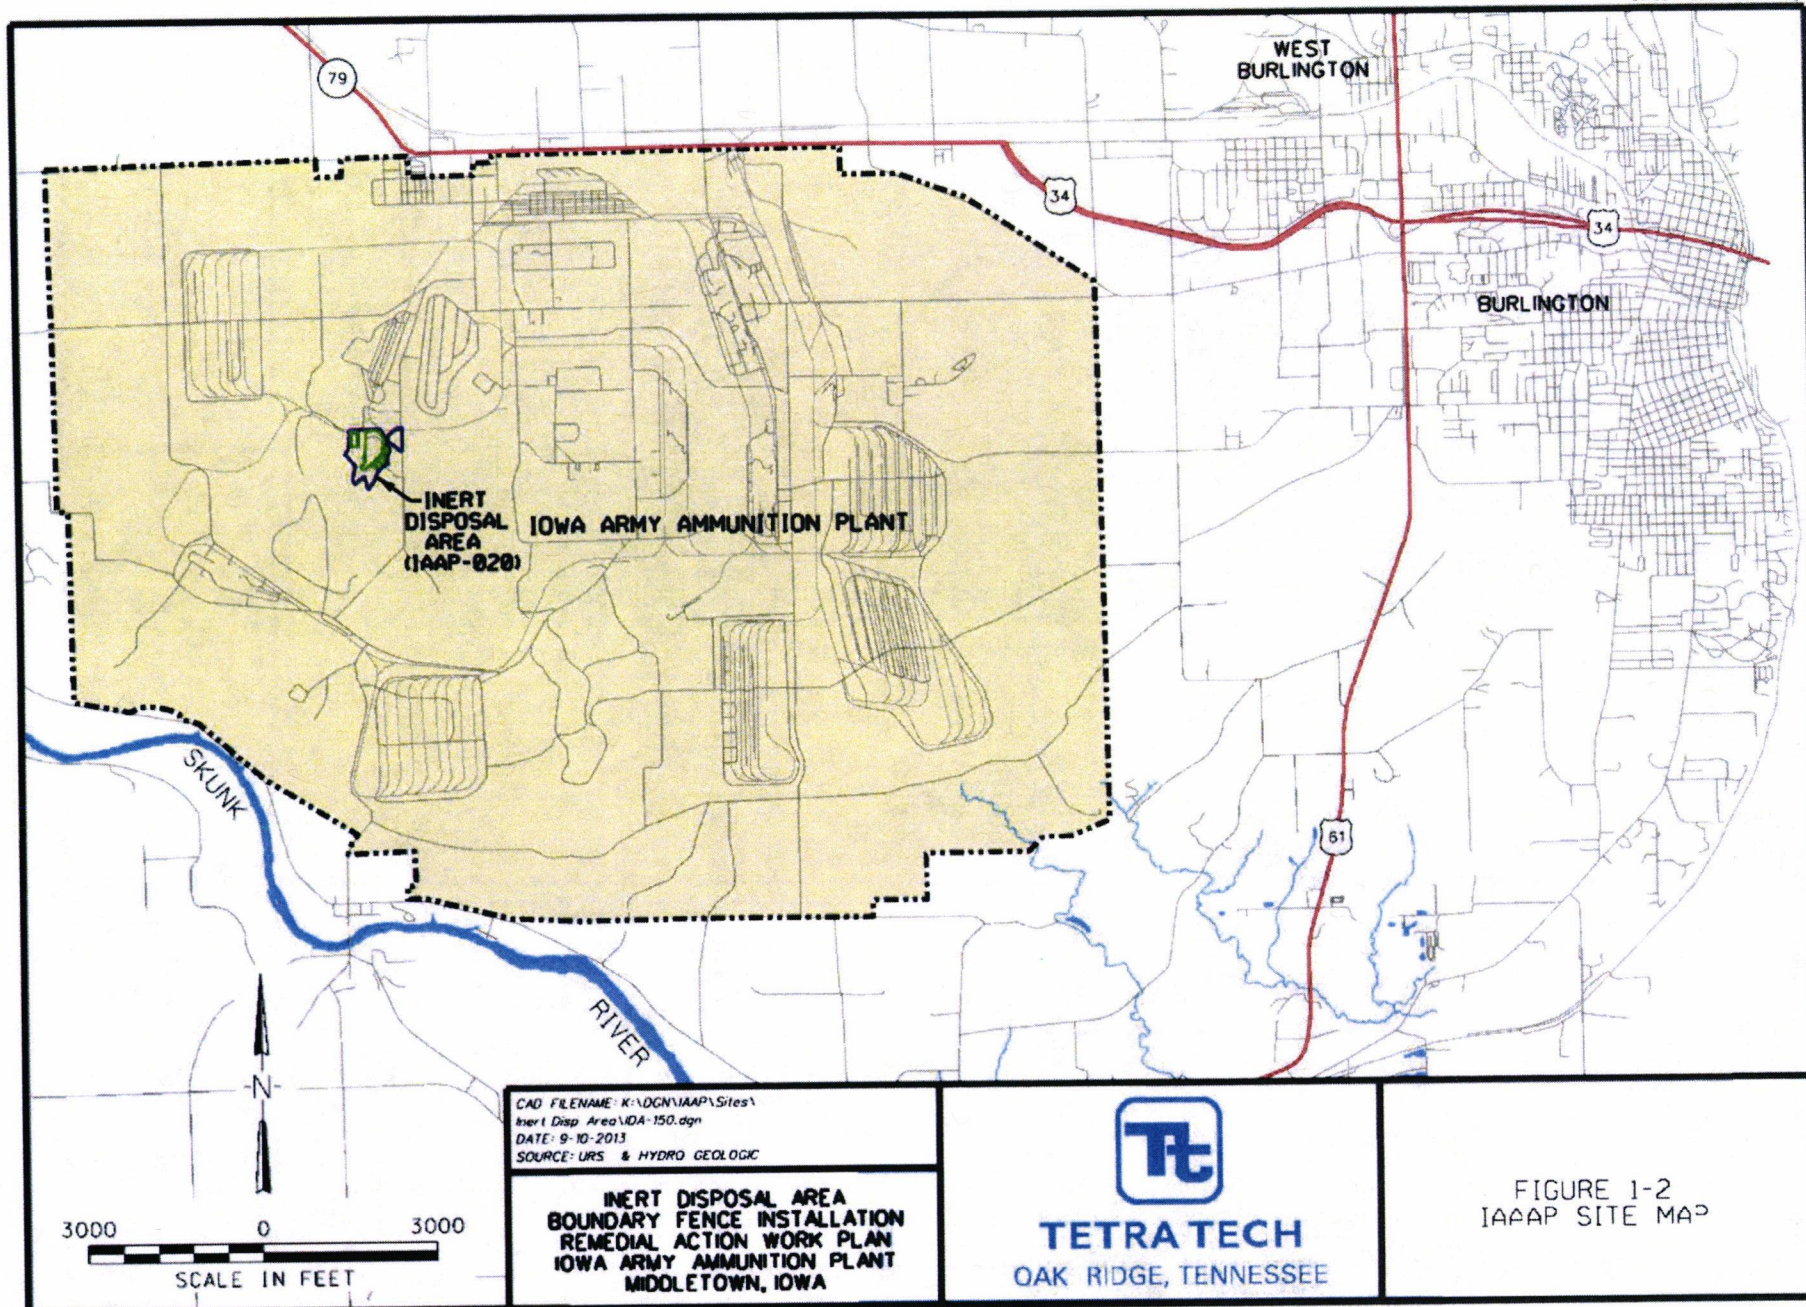 79
WEST
BURLINGTON
34
34
BURLINGTON
INERT
DISPOSAL
AREA
(IAAP-020)
IOWA ARMY AMMUNITION PLANT
SKUNK
RIVER
61
-N-
3000 0 3000
SCALE IN FEET
CAD FILENAME: K:\DGN\IAAP\Sites\
Inert Disp Area\IDA-150.dgn
DATE: 9-10-2013
SOURCE: URS & HYDRO GEOLOGIC
INERT DISPOSAL AREA
BOUNDARY FENCE INSTALLATION
REMEDIAL ACTION WORK PLAN
IOWA ARMY AMMUNITION PLANT
MIDDLETOWN, IOWA
Tt
TETRA TECH
OAK RIDGE, TENNESSEE
FIGURE 1-2
IAAAP SITE MAP